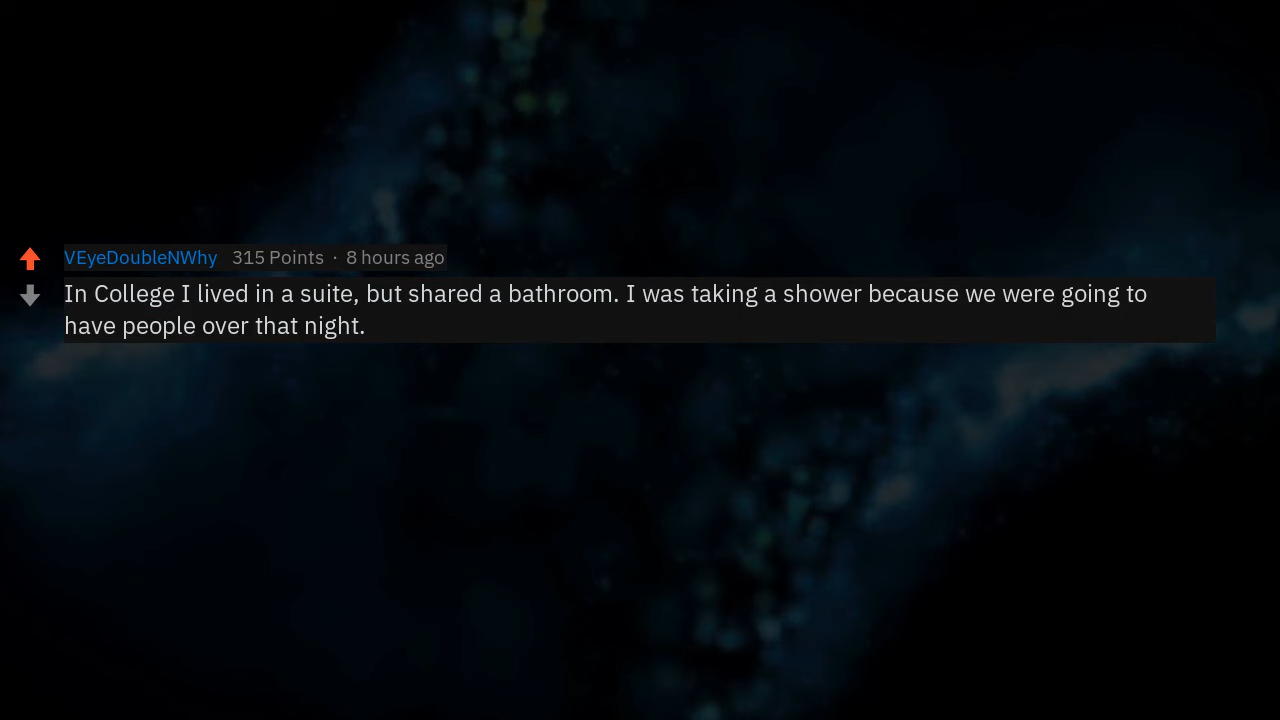 VEyeDoubleNWhy 315 Points · 8 hours ago
In College I lived in a suite, but shared a bathroom. I was taking a shower because we were going to
have people over that night.